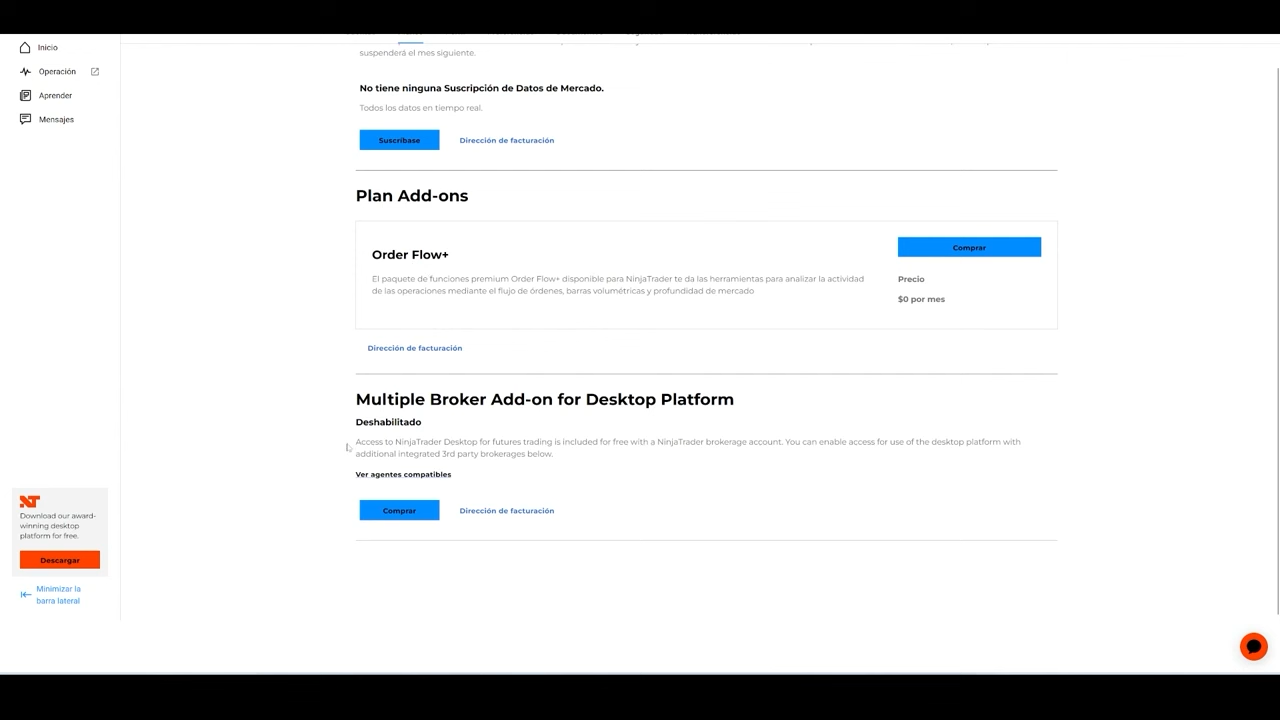 Inicio
Operación
Aprender
Mensajes
suspenderá el mes siguiente.
No tiene ninguna Suscripción de Datos de Mercado.
Todos los datos en tiempo real.
Suscríbase
Dirección de facturación
Plan Add-ons
Order Flow+
Comprar
El paquete de funciones premium Order Flow+ disponible para NinjaTrader te da las herramientas para analizar la actividad
de las operaciones mediante el flujo de órdenes, barras volumétricas y profundidad de mercado
Precio
$0 por mes
Dirección de facturación
Multiple Broker Add-on for Desktop Platform
Deshabilitado
Access to NinjaTrader Desktop for futures trading is included for free with a NinjaTrader brokerage account. You can enable access for use of the desktop platform with
additional integrated 3rd party brokerages below.
Ver agentes compatibles
Comprar
Dirección de facturación
Download our award-
winning desktop
platform for free.
Descargar
Minimizar la
barra lateral